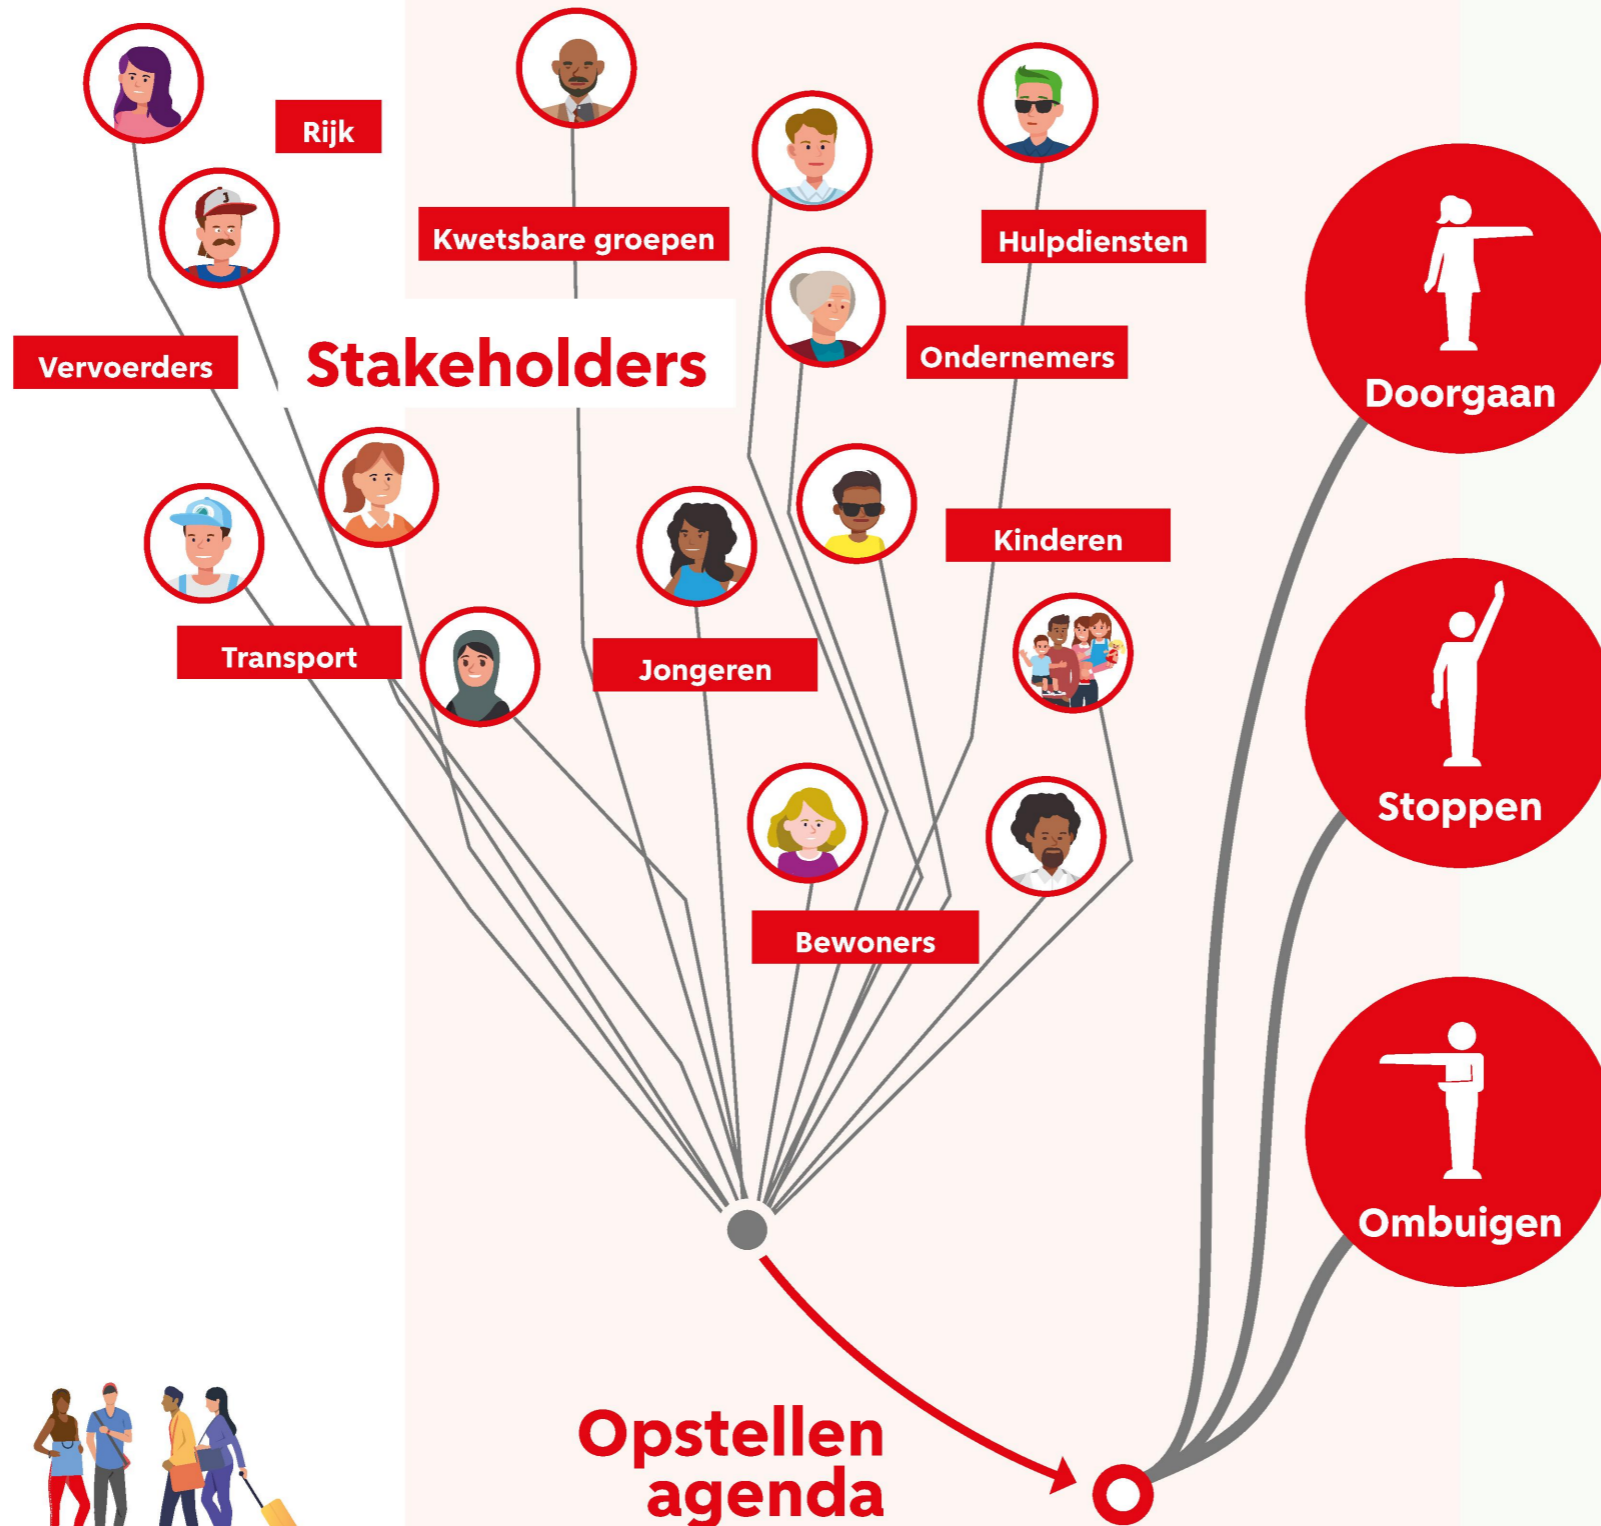 Rijk
Kwetsbare groepen
Hulpdiensten
Vervoerders
Stakeholders
Ondernemers
Doorgaan
Kinderen
Transport
Jongeren
Stoppen
Bewoners
Ombuigen
Opstellen
agenda
J